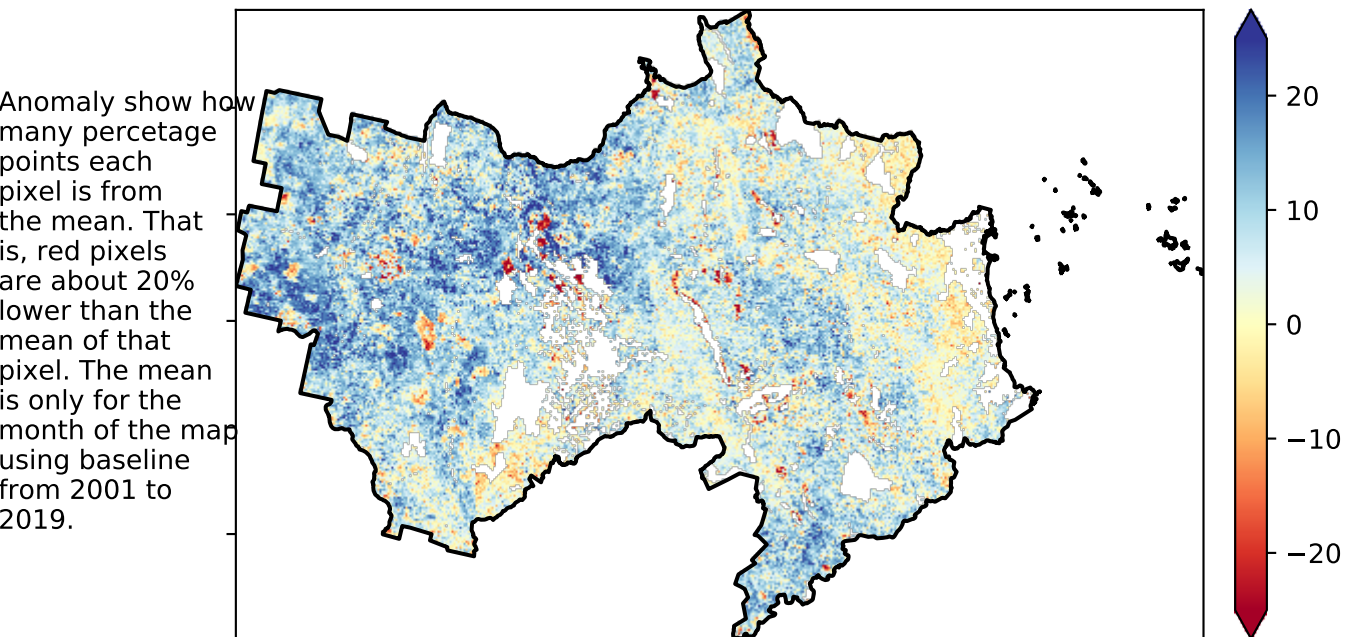 Anomaly show how
many percetage
points each
pixel is from
the mean. That
is, red pixels
are about 20%
lower than the
mean of that
pixel. The mean
is only for the
month of the map
using baseline
from 2001 to
2019.
20
10
0
−10
−20